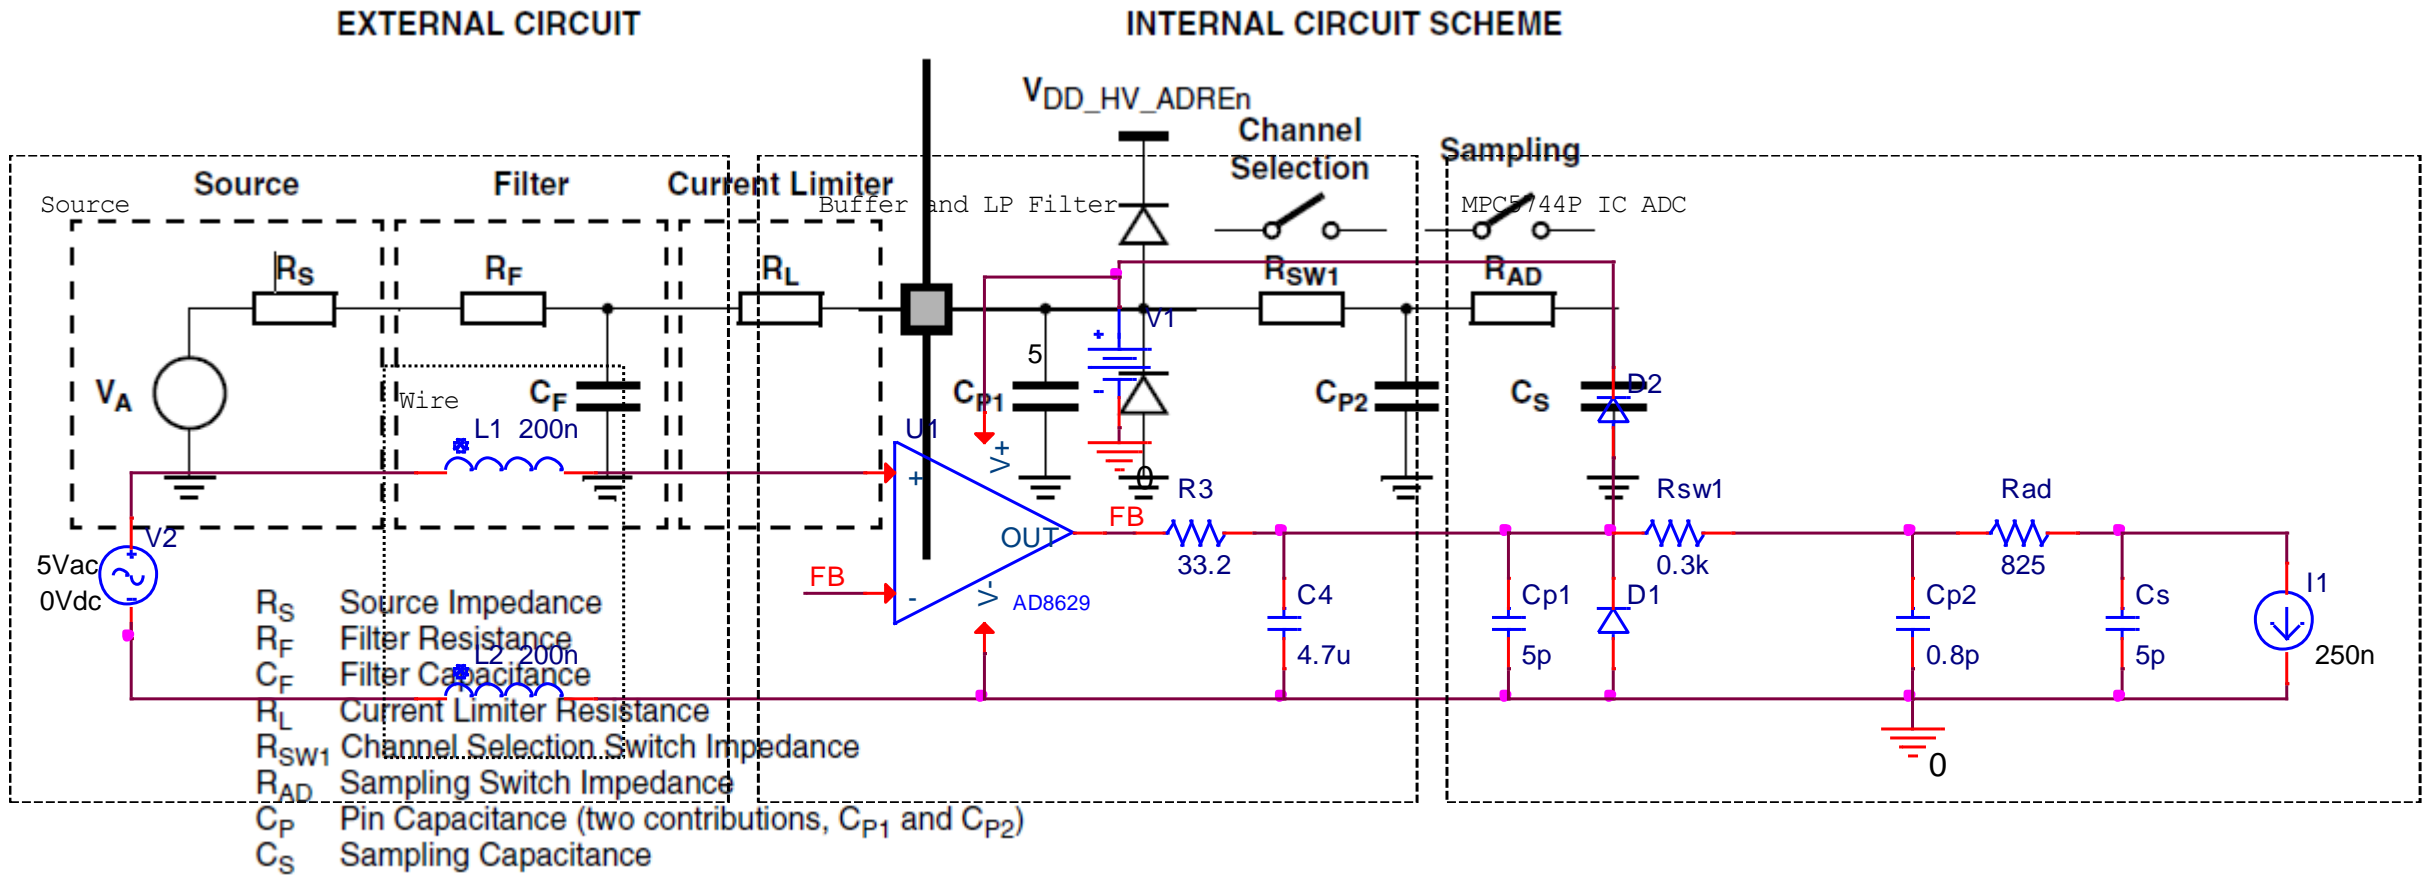 EXTERNAL CIRCUIT
INTERNAL CIRCUIT SCHEME
VDD_HV_ADREn
Channel
Selection
Sampling
Source
Filter
Current Limiter
Source
Buffer and LP Filter
MPC5744P IC ADC
RS
RF
RL
RSW1
RAD
V1
+
5
-
VA
Wire
CF
CP1
CP2
CS
D2
L1 200n
U1
V+
+
0
R3
Rsw1
Rad
FB
OUT
V2
5Vac
0Vdc
33.2
0.3k
825
FB
-
V-
AD8629
C4
4.7u
Cp1
5p
D1
Cp2
0.8p
Cs
5p
I1
250n
L2 200n
0
RS Source Impedance
RF Filter Resistance
CF Filter Capacitance
RL Current Limiter Resistance
RSW1 Channel Selection Switch Impedance
RAD Sampling Switch Impedance
CP Pin Capacitance (two contributions, CP1 and CP2)
CS Sampling Capacitance